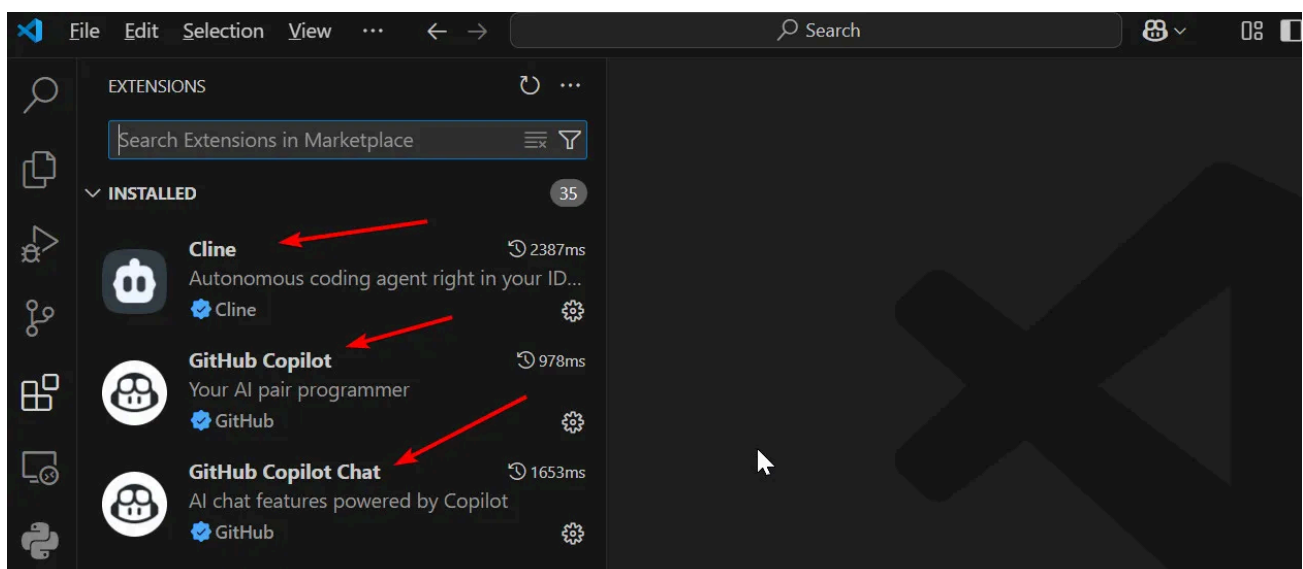 File Edit Selection View ··· Search
EXTENSIONS
Search Extensions in Marketplace
INSTALLED 35
Cline 2387ms
Autonomous coding agent right in your ID...
Cline
GitHub Copilot 978ms
Your AI pair programmer
GitHub
GitHub Copilot Chat 1653ms
AI chat features powered by Copilot
GitHub